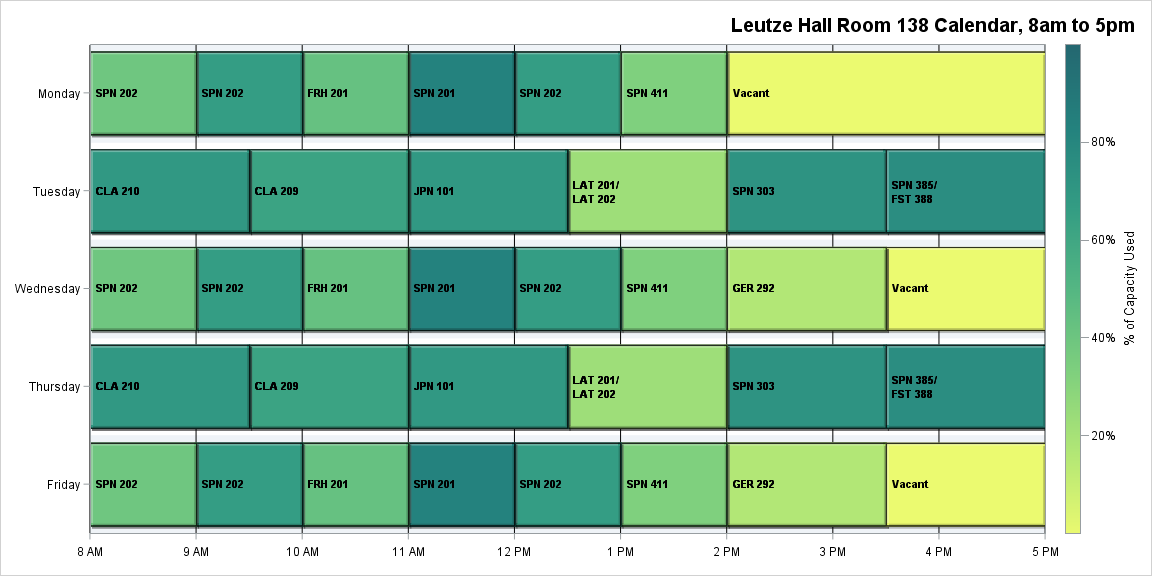 Leutze Hall Room 138 Calendar, 8am to 5pm
Monday
SPN 202
SPN 202
FRH 201
SPN 201
SPN 202
SPN 411
Vacant
Tuesday
CLA 210
CLA 209
JPN 101
LAT 201/
LAT 202
SPN 303
SPN 385/
FST 388
Wednesday
SPN 202
SPN 202
FRH 201
SPN 201
SPN 202
SPN 411
GER 292
Vacant
Thursday
CLA 210
CLA 209
JPN 101
LAT 201/
LAT 202
SPN 303
SPN 385/
FST 388
Friday
SPN 202
SPN 202
FRH 201
SPN 201
SPN 202
SPN 411
GER 292
Vacant
8 AM
9 AM
10 AM
11 AM
12 PM
1 PM
2 PM
3 PM
4 PM
5 PM
80%
60%
40%
20%
% of Capacity Used